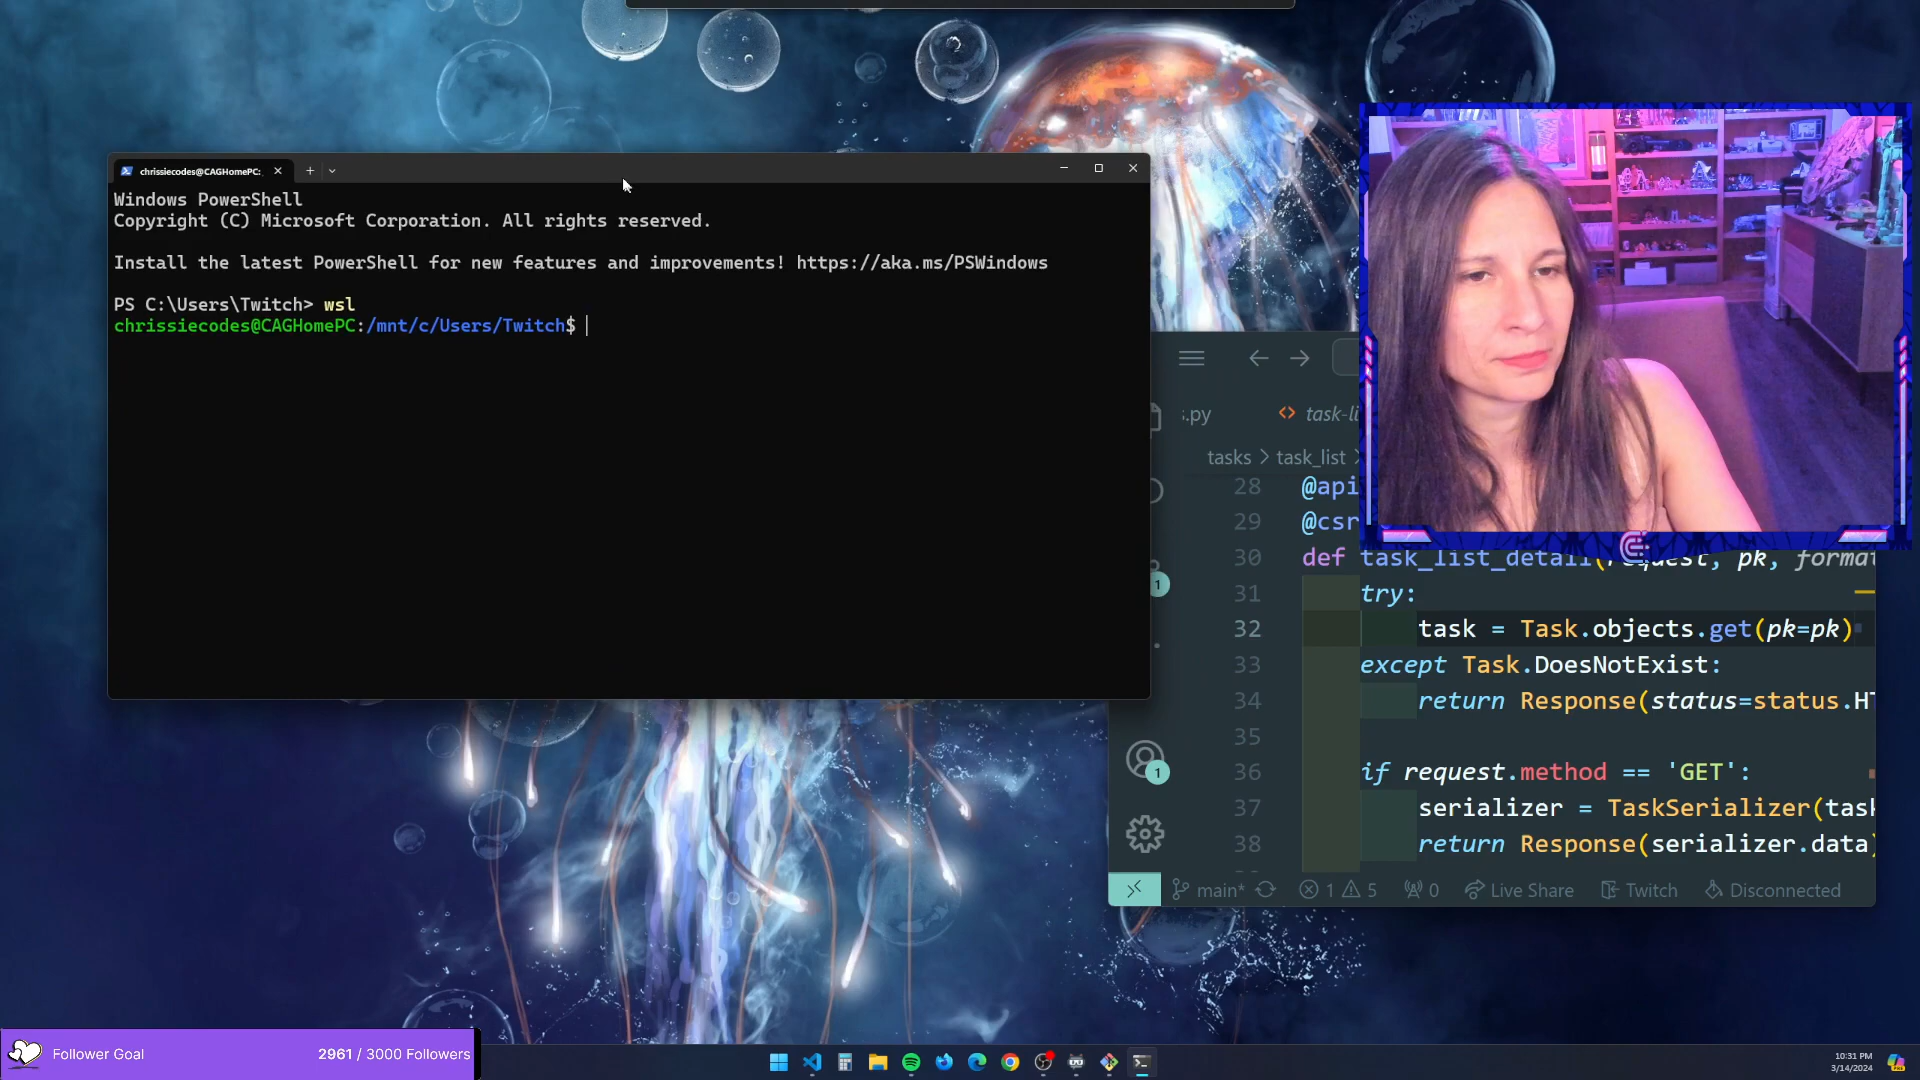 chrissiecodes@CAGHomePC:
Windows PowerShell
Copyright (C) Microsoft Corporation. All rights reserved.
Install the latest PowerShell for new features and improvements! https://aka.ms/PSWindows
PS C:\Users\Twitch> wsl
chrissiecodes@CAGHomePC:/mnt/c/Users/Twitch$
s.py
task-li
tasks > task_list >
28 @api
29 @csr
30 def task_list_detail(request, pk, format
31 try:
32 task = Task.objects.get(pk=pk)
33 except Task.DoesNotExist:
34 return Response(status=status.HT
35
36 if request.method == 'GET':
37 serializer = TaskSerializer(task
38 return Response(serializer.data)
1
1
main* 1 5 0 Live Share Twitch Disconnected
Follower Goal 2961 / 3000 Followers
10:31 PM
3/14/2024